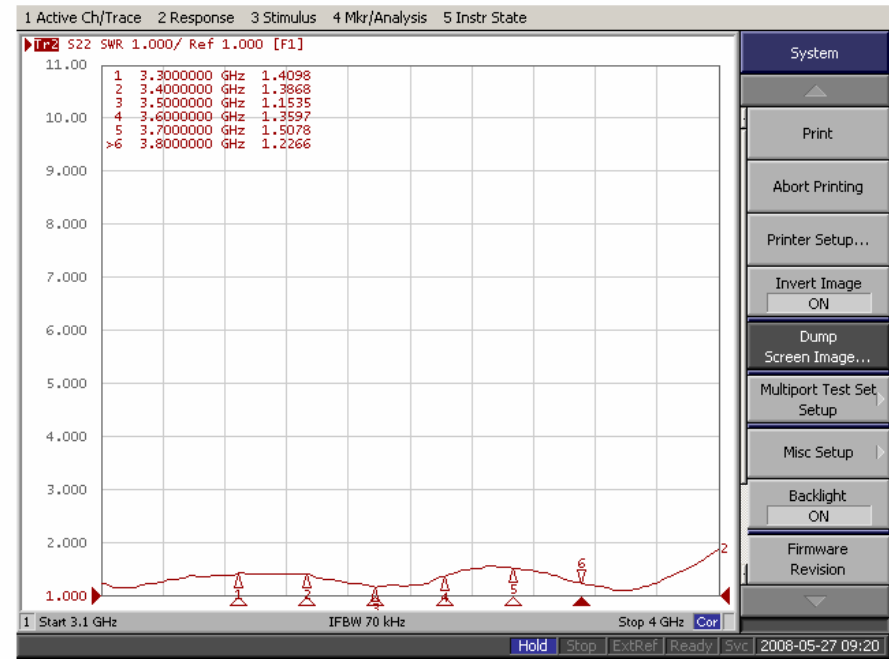 1 Active Ch/Trace 2 Response 3 Stimulus 4 Mkr/Analysis 5 Instr State
Tr2 S22 SWR 1.000/ Ref 1.000 [F1]
11.00
10.00
9.000
8.000
7.000
6.000
5.000
4.000
3.000
2.000
1.000
1 3.3000000 GHz 1.4098
2 3.4000000 GHz 1.3868
3 3.5000000 GHz 1.1535
4 3.6000000 GHz 1.3597
5 3.7000000 GHz 1.5078
>6 3.8000000 GHz 1.2266
1
2
3
4
5
6
2
1 Start 3.1 GHz IFBW 70 kHz Stop 4 GHz Cor
System
Print
Abort Printing
Printer Setup...
Invert Image
ON
Dump
Screen Image...
Multiport Test Set
Setup
Misc Setup
Backlight
ON
Firmware
Revision
Hold Stop ExtRef Ready Svc 2008-05-27 09:20